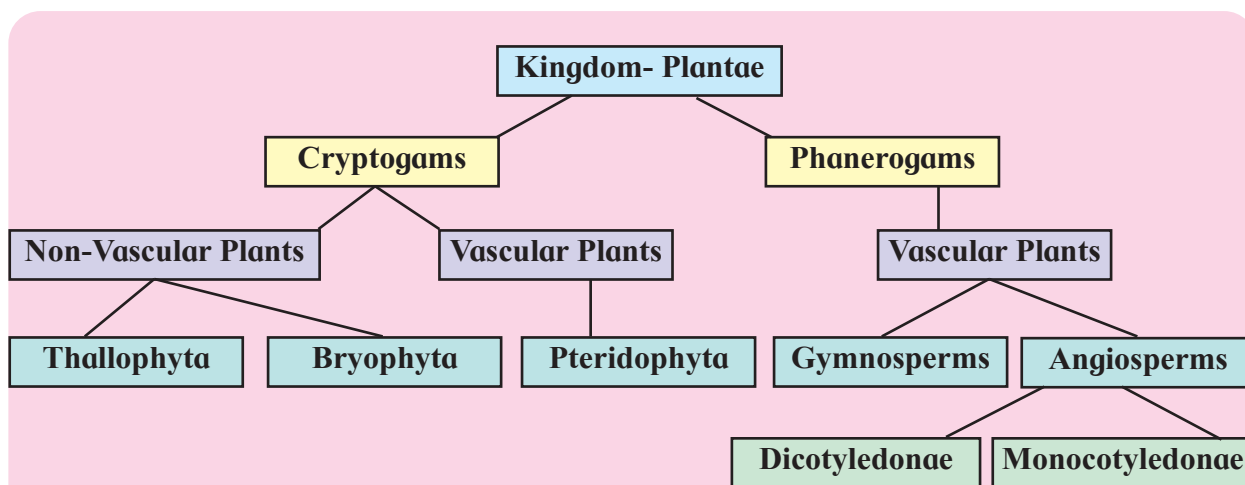 Kingdom- Plantae
Cryptogams
Phanerogams
Non-Vascular Plants
Vascular Plants
Vascular Plants
Thallophyta
Bryophyta
Pteridophyta
Gymnosperms
Angiosperms
Dicotyledonae
Monocotyledonae